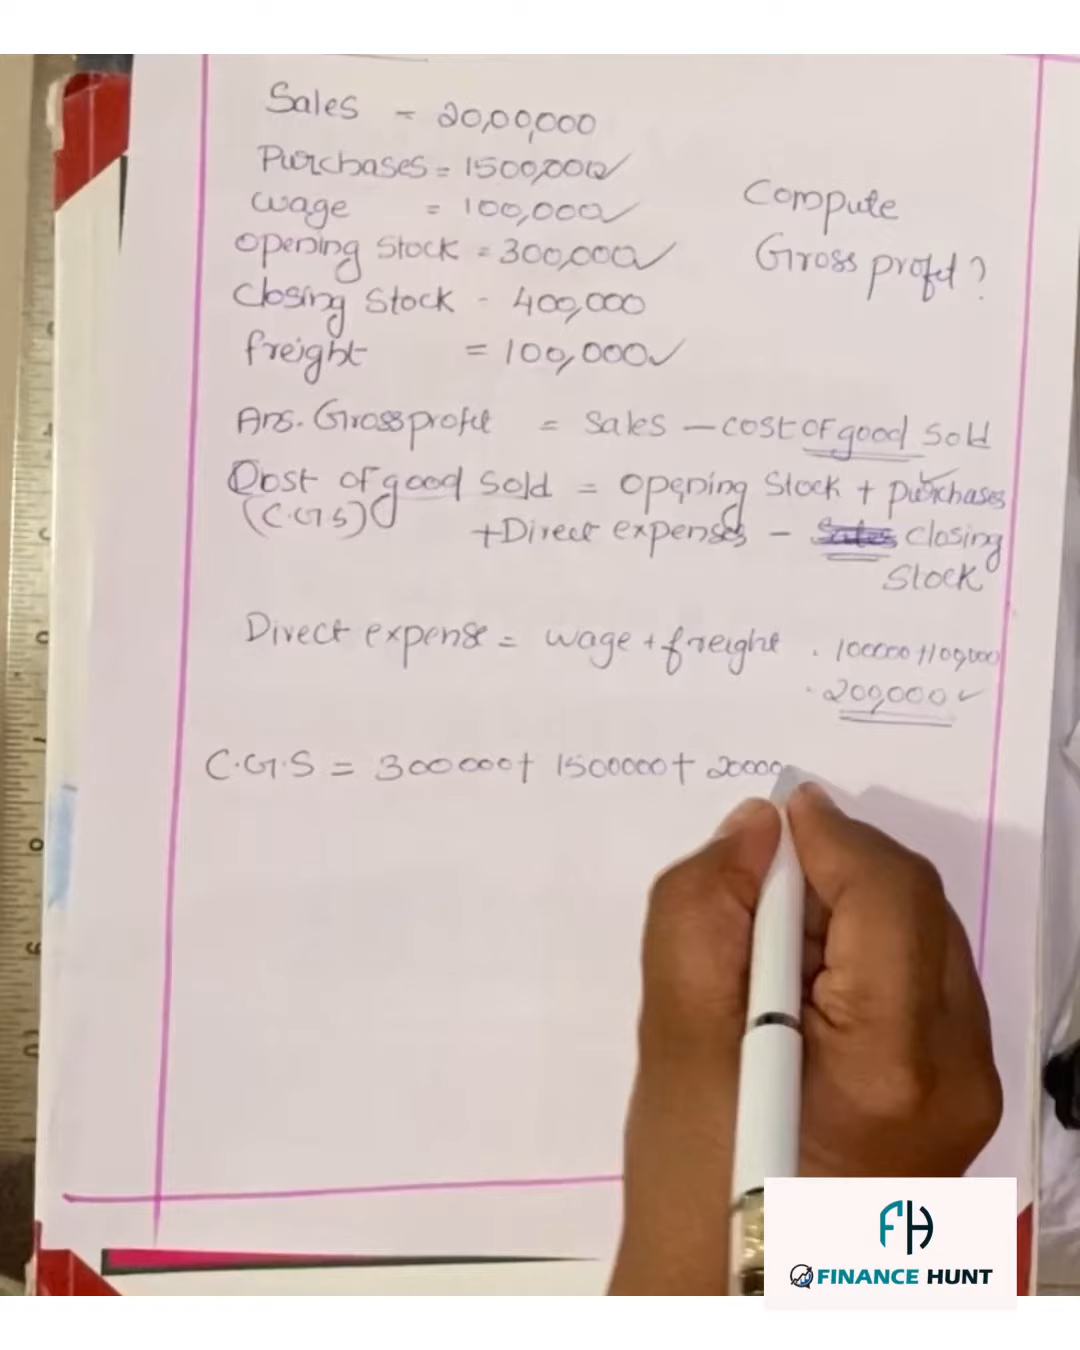 Sales = 20,00,000
Purchases = 1500,000✓
wage = 100,000✓
opening Stock = 300,000✓
closing Stock - 400,000
freight = 100,000✓
Compute
Gross profit?
Ans. Gross profit = Sales - cost of good Sold
Cost of good Sold = opening Stock + purchases
(C.G.S) + Direct expenses - closing
Stock
Direct expense = wage + freight . 100000+100,000
. 200,000✓
C.G.S = 300000+ 1500000+ 20000
FH
FINANCE HUNT